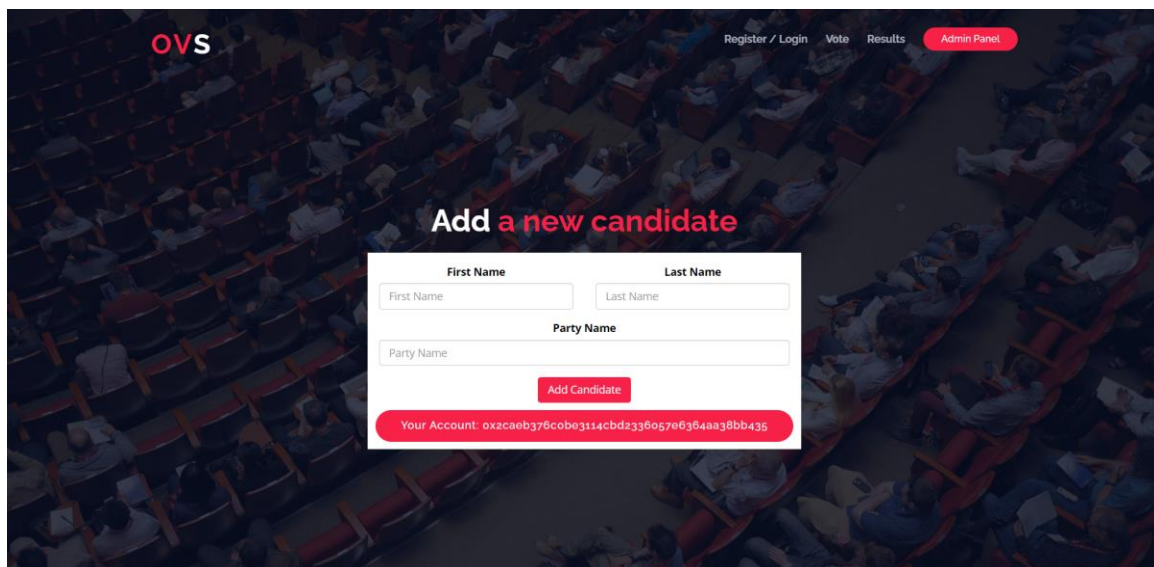 OVS
Register / Login Vote Results Admin Panel
Add a new candidate
First Name Last Name
First Name Last Name
Party Name
Party Name
Add Candidate
Your Account: 0x2caeb376c0be3114cbd2336057e6364aa38bb435